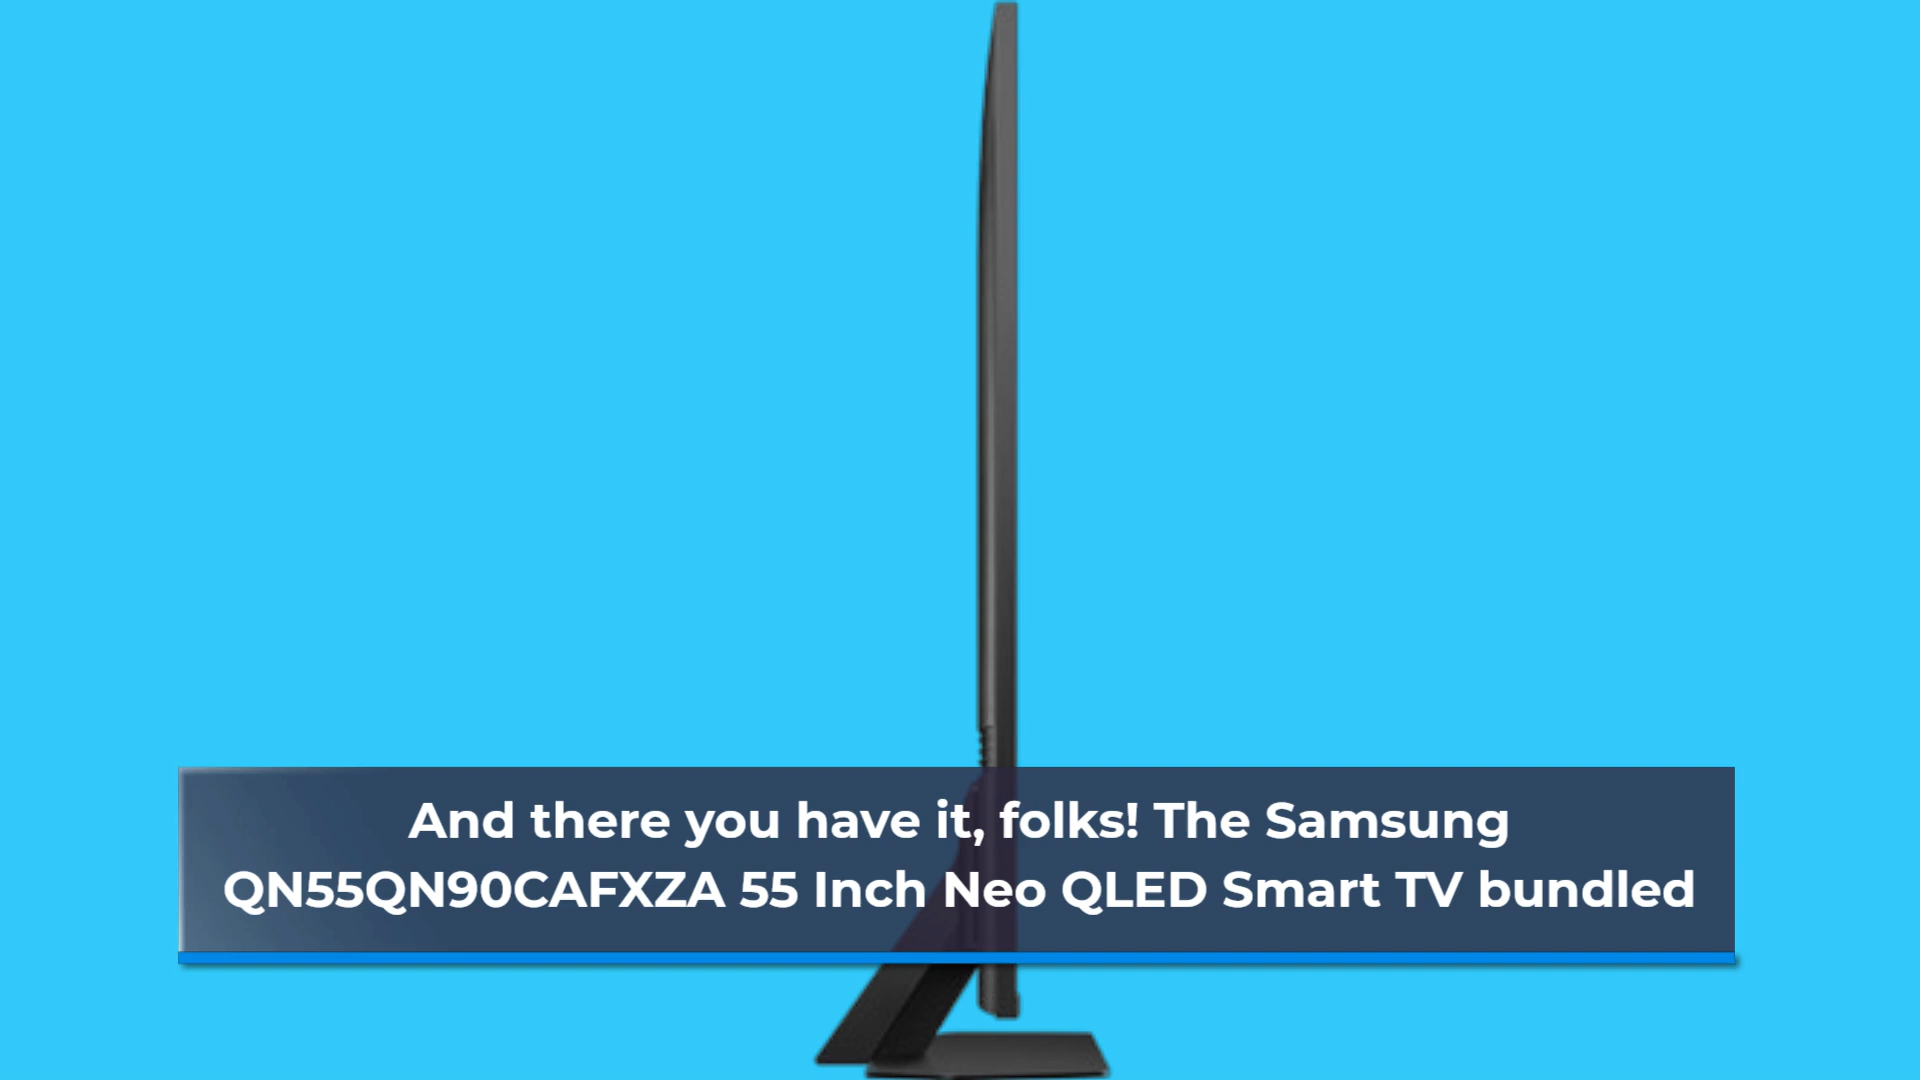 And there you have it, folks! The Samsung
QN55QN90CAFXZA 55 Inch Neo QLED Smart TV bundled